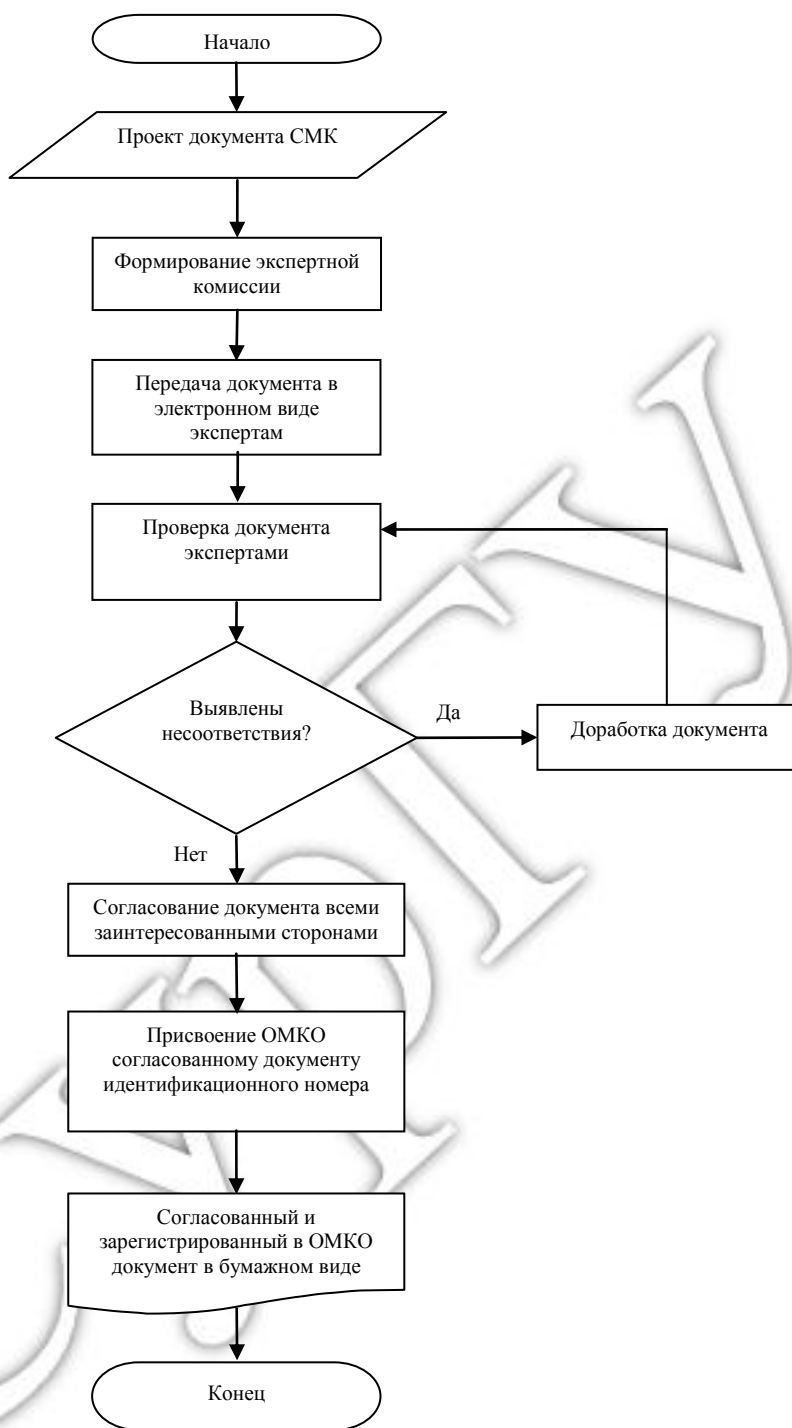 Начало
Проект документа СМК
Формирование экспертной
комиссии
Передача документа в
электронном виде
экспертам
Проверка документа
экспертами
Выявлены
несоответствия?
Да
Доработка документа
Нет
Согласование документа всеми
заинтересованными сторонами
Присвоение ОМКО
согласованному документу
идентификационного номера
Согласованный и
зарегистрированный в ОМКО
документ в бумажном виде
Конец